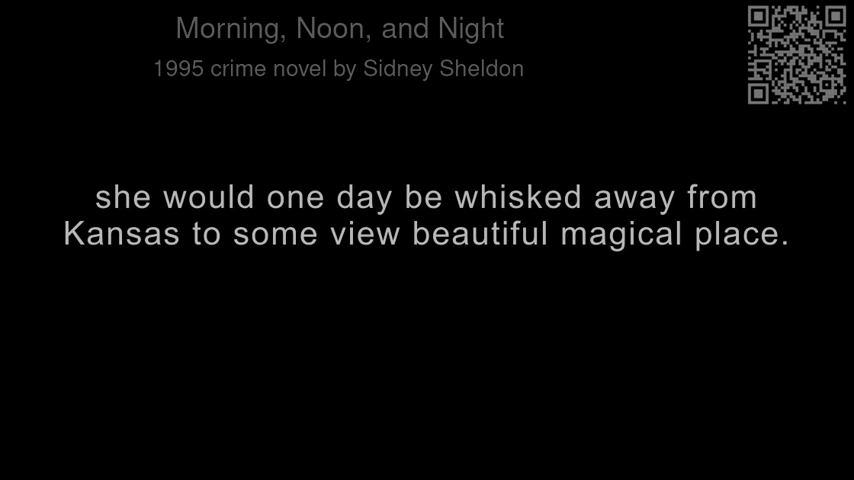 Morning, Noon, and Night
1995 crime novel by Sidney Sheldon
she would one day be whisked away from
Kansas to some view beautiful magical place.